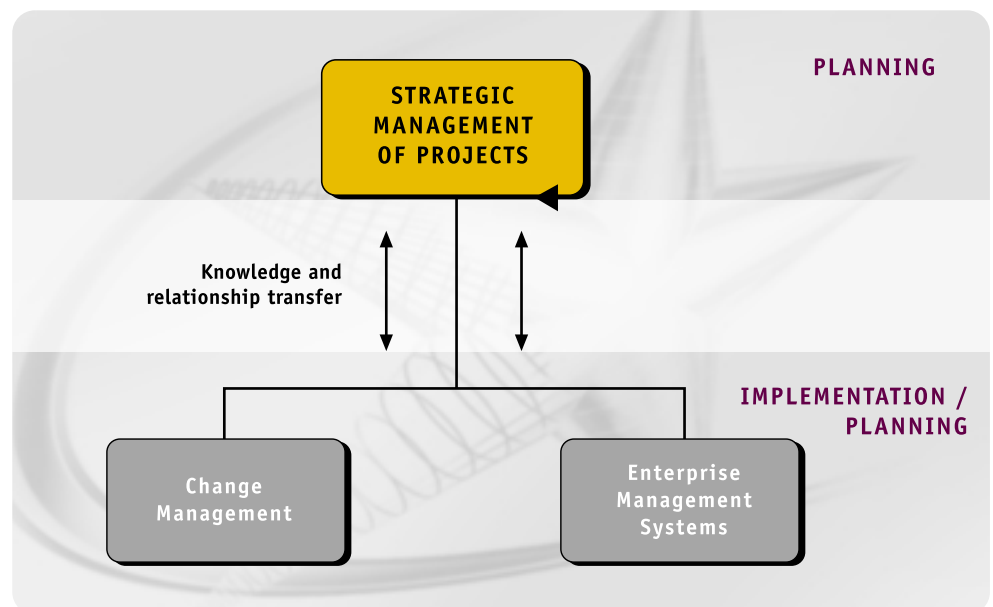 PLANNING
STRATEGIC
MANAGEMENT
OF PROJECTS
Knowledge and
relationship transfer
IMPLEMENTATION /
PLANNING
Change
Management
Enterprise
Management
Systems